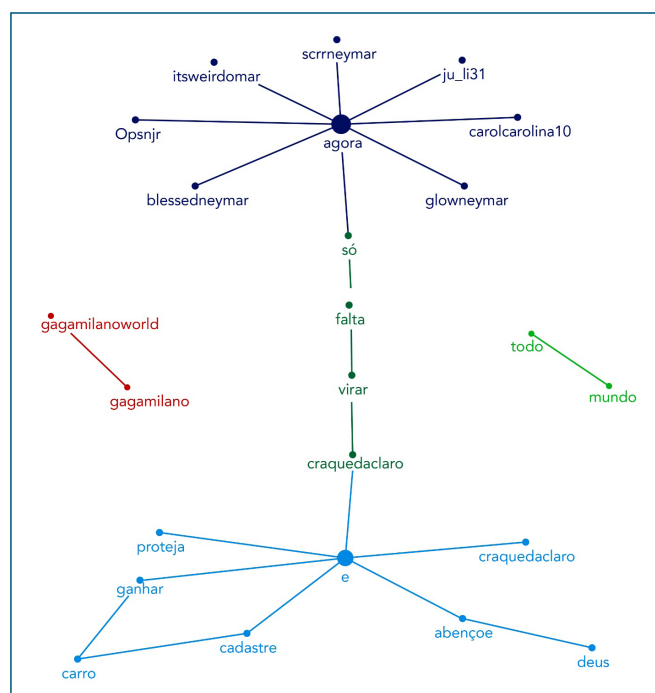 scrrneymar
itsweirdomar
ju_li31
Opsnjr
carolcarolina10
agora
blessedneymar
glowneymar
só
gagamilanoworld
falta
todo
virar
mundo
gagamilano
craquedaclaro
proteja
craquedaclaro
e
ganhar
abençoe
cadastre
deus
carro